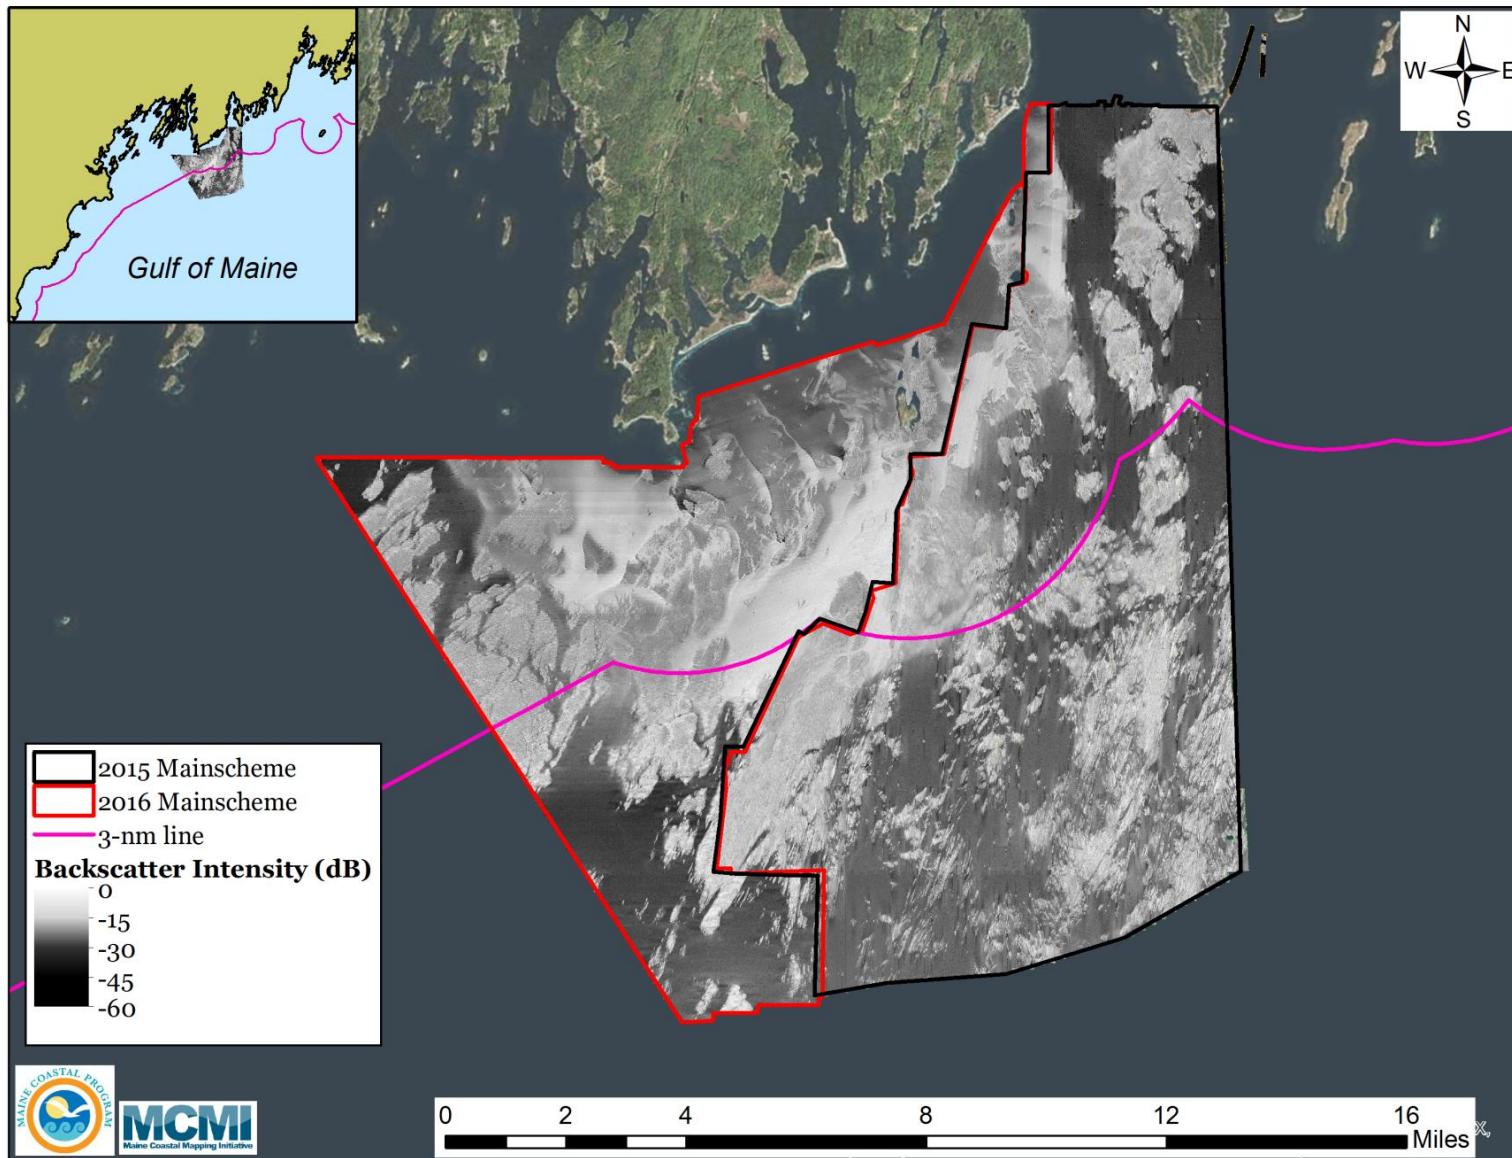 Gulf of Maine
N
W E
S
2015 Mainscheme
2016 Mainscheme
3-nm line
Backscatter Intensity (dB)
0
-15
-30
-45
-60
MAINE COASTAL PROGRAM
MCMI
Maine Coastal Mapping Initiative
0 2 4 8 12 16
Miles